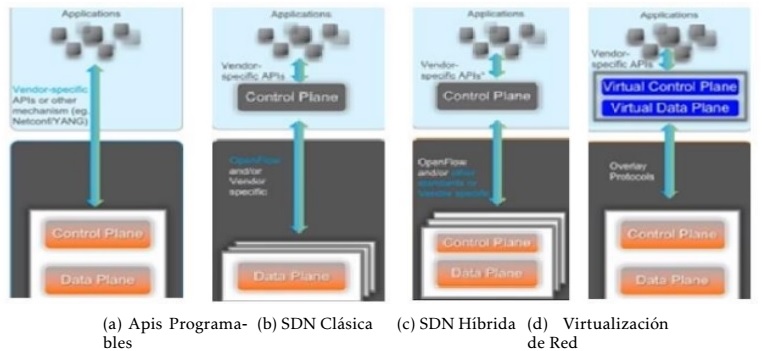 Applications
Vendor-specific
APIs or other
mechanism (eg.
Netconf/YANG)
Control Plane
Data Plane
(a) Apis Programa-
bles
Applications
Vendor-
specific APIs
Control Plane
OpenFlow
and/or
Vendor
specific
Data Plane
(b) SDN Clásica
Applications
Vendor-
specific APIs*
Control Plane
OpenFlow
and/or other
standards or
Vendor specific
Control Plane
Data Plane
(c) SDN Híbrida
Applications
Vendor-
specific APIs
Virtual Control Plane
Virtual Data Plane
Overlay
Protocols
Control Plane
Data Plane
(d) Virtualización
de Red